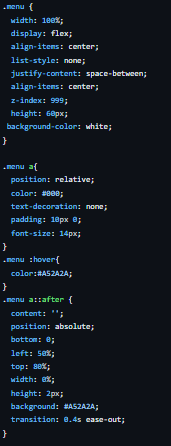 .menu {
width: 100%;
display: flex;
align-items: center;
list-style: none;
justify-content: space-between;
align-items: center;
z-index: 999;
height: 60px;
background-color: white;
}
.menu a{
position: relative;
color: #000;
text-decoration: none;
padding: 10px 0;
font-size: 14px;
}
.menu :hover{
color:#A52A2A;
}
.menu a::after {
content: '';
position: absolute;
bottom: 0;
left: 50%;
top: 80%;
width: 0%;
height: 2px;
background: #A52A2A;
transition: 0.4s ease-out;
}